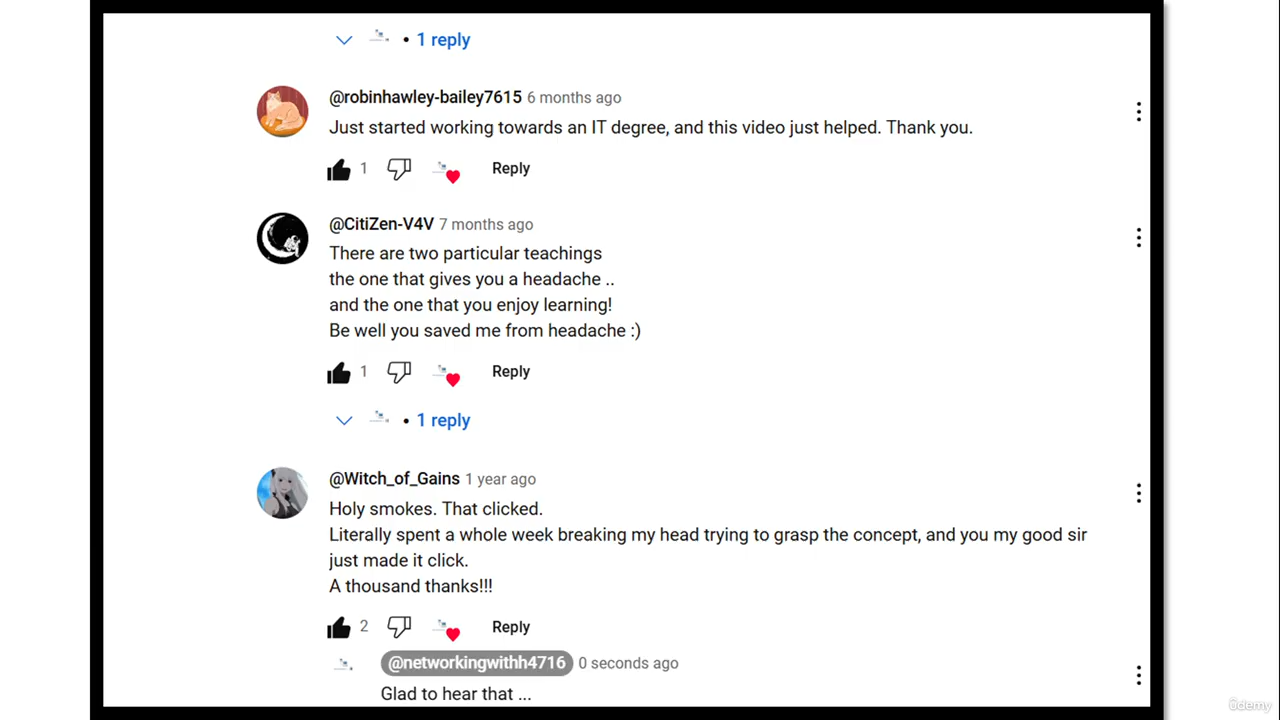 1 reply
@robinhawley-bailey7615 6 months ago
Just started working towards an IT degree, and this video just helped. Thank you.
1 Reply
@CitiZen-V4V 7 months ago
There are two particular teachings
the one that gives you a headache ..
and the one that you enjoy learning!
Be well you saved me from headache :)
1 Reply
1 reply
@Witch_of_Gains 1 year ago
Holy smokes. That clicked.
Literally spent a whole week breaking my head trying to grasp the concept, and you my good sir
just made it click.
A thousand thanks!!!
2 Reply
@networkingwithh4716 0 seconds ago
Glad to hear that ...
ûdemy